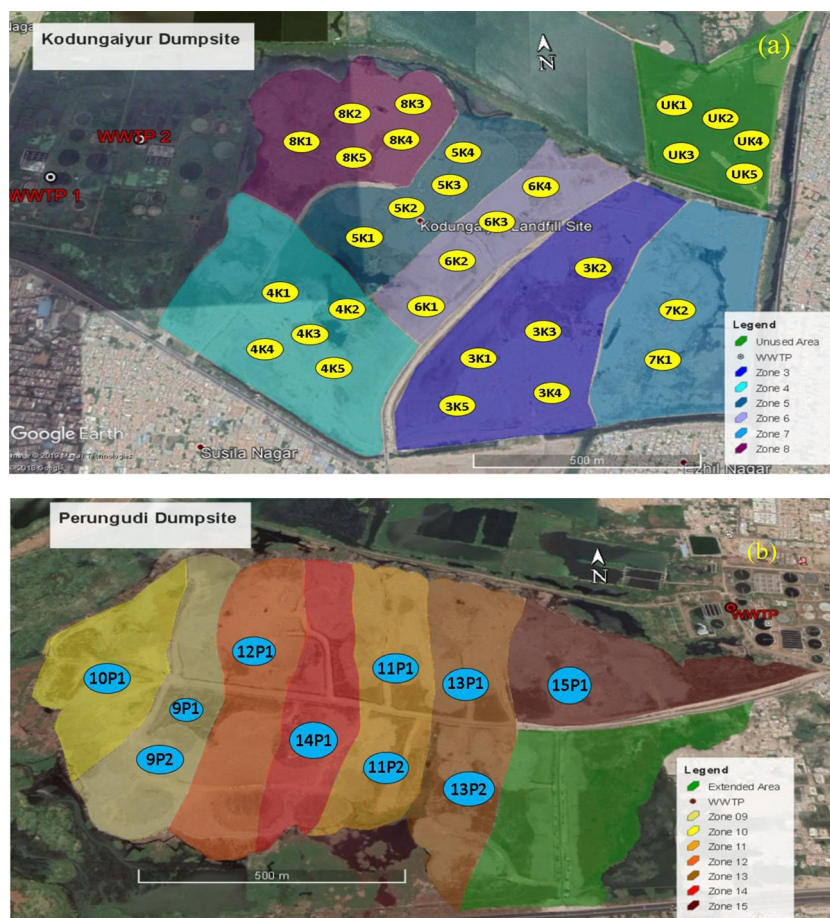 Nagar
Kodungaiyur Dumpsite
(a)
N
WWTP 2
WWTP 1
8K3
8K2
8K1
8K4
8K5
UK1
UK2
UK4
UK3
UK5
5K4
5K3
5K2
5K1
6K4
6K3
6K2
6K1
3K2
3K3
3K1
3K4
3K5
7K2
7K1
4K1
4K2
4K3
4K4
4K5
Landfill Site
Legend
Unused Area
WWTP
Zone 3
Zone 4
Zone 5
Zone 6
Zone 7
Zone 8
Google Earth
Susila Nagar
500 m
Ezhil Nagar
Perungudi Dumpsite
(b)
N
WWTP
12P1
10P1
9P1
9P2
14P1
11P1
11P2
13P1
13P2
15P1
500 m
Legend
Extended Area
WWTP
Zone 09
Zone 10
Zone 11
Zone 12
Zone 13
Zone 14
Zone 15